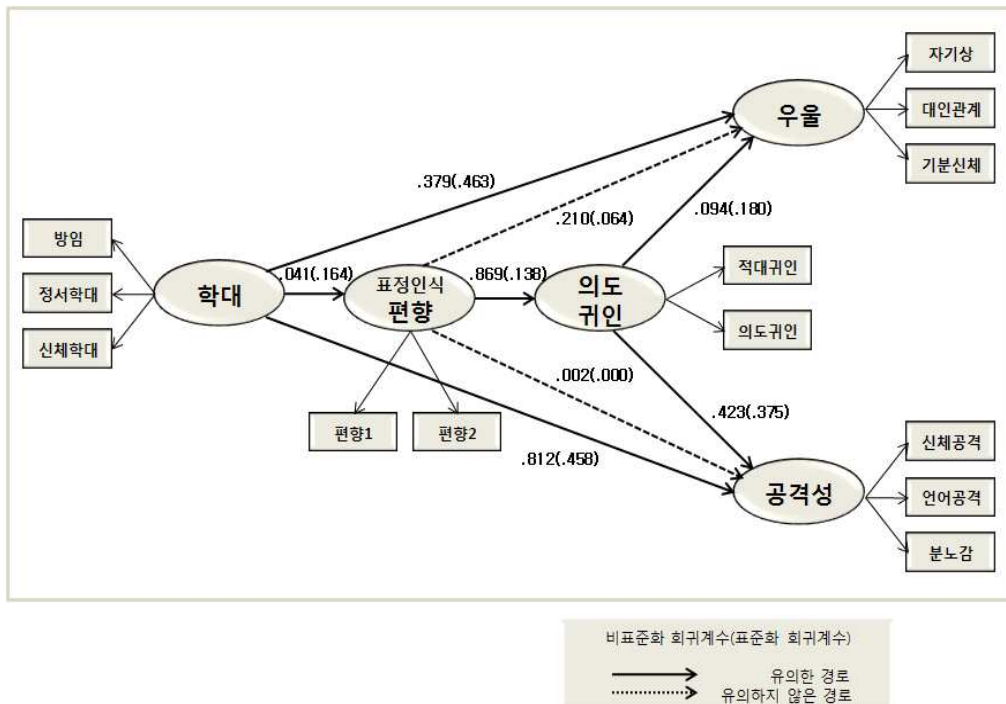 자기상
우울
대인관계
기분신체
.379(.463)
.210(.064)
.094(.180)
방임
정서학대
신체학대
학대
.041(.164)
표정인식
편향
.869(.138)
의도
귀인
적대귀인
의도귀인
.002(.000)
.423(.375)
편향1
편향2
.812(.458)
신체공격
공격성
언어공격
분노감
비표준화 회귀계수(표준화 회귀계수)
유의한 경로
유의하지 않은 경로